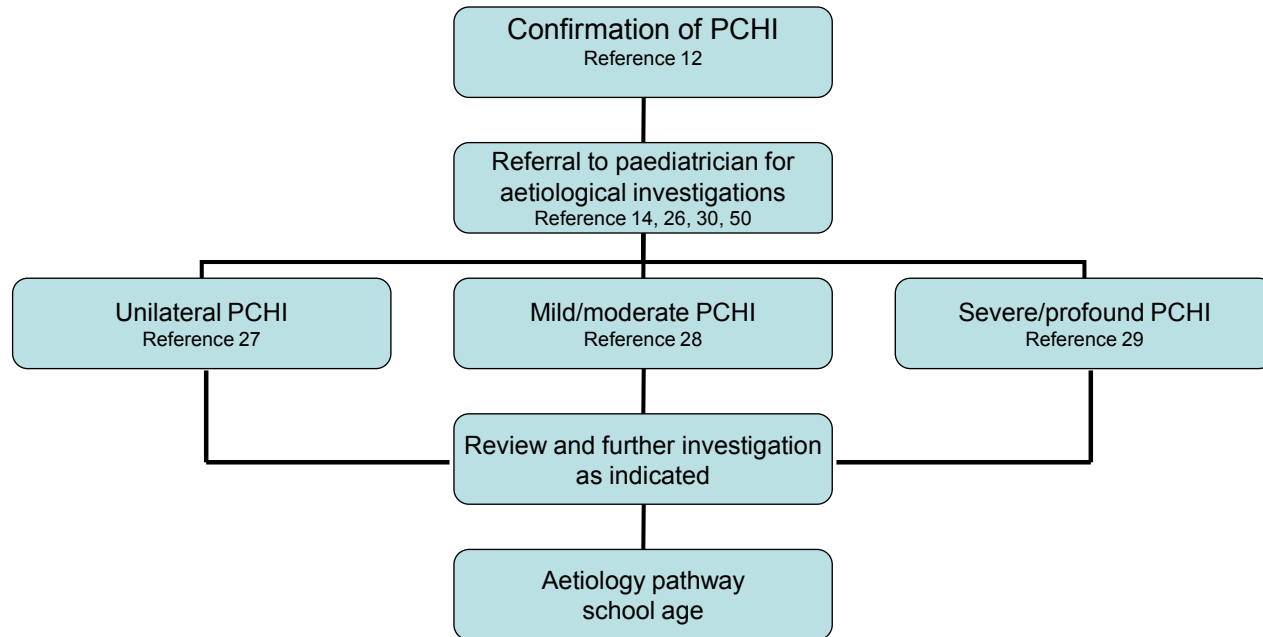 Confirmation of PCHI
Reference 12
Referral to paediatrician for
aetiological investigations
Reference 14, 26, 30, 50
Unilateral PCHI
Reference 27
Mild/moderate PCHI
Reference 28
Severe/profound PCHI
Reference 29
Review and further investigation
as indicated
Aetiology pathway
school age